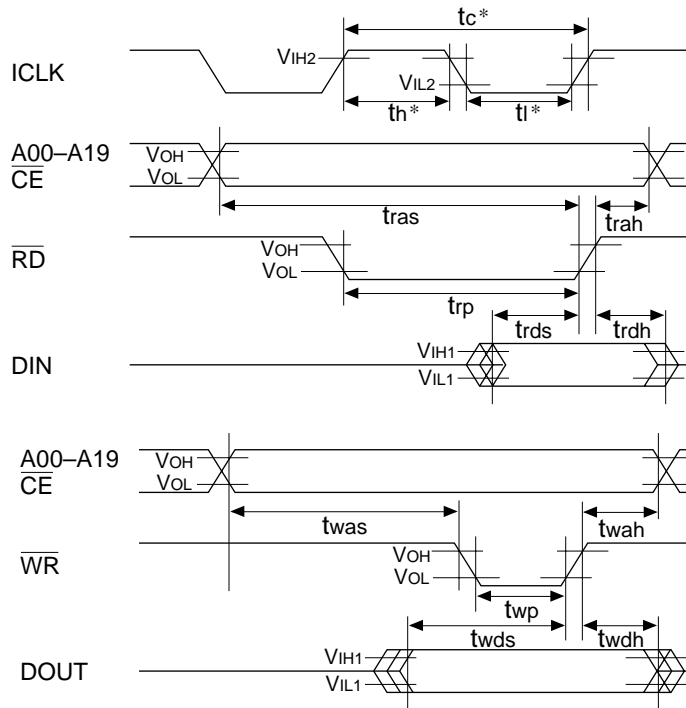 tc*
ICLK
VIH2
VIL2
th*
tl*
A00–A19
CE
VOH
VOL
tras
trah
RD
VOH
VOL
trp
trds
trdh
DIN
VIH1
VIL1
A00–A19
CE
VOH
VOL
twas
twah
WR
VOH
VOL
twp
twds
twdh
DOUT
VIH1
VIL1